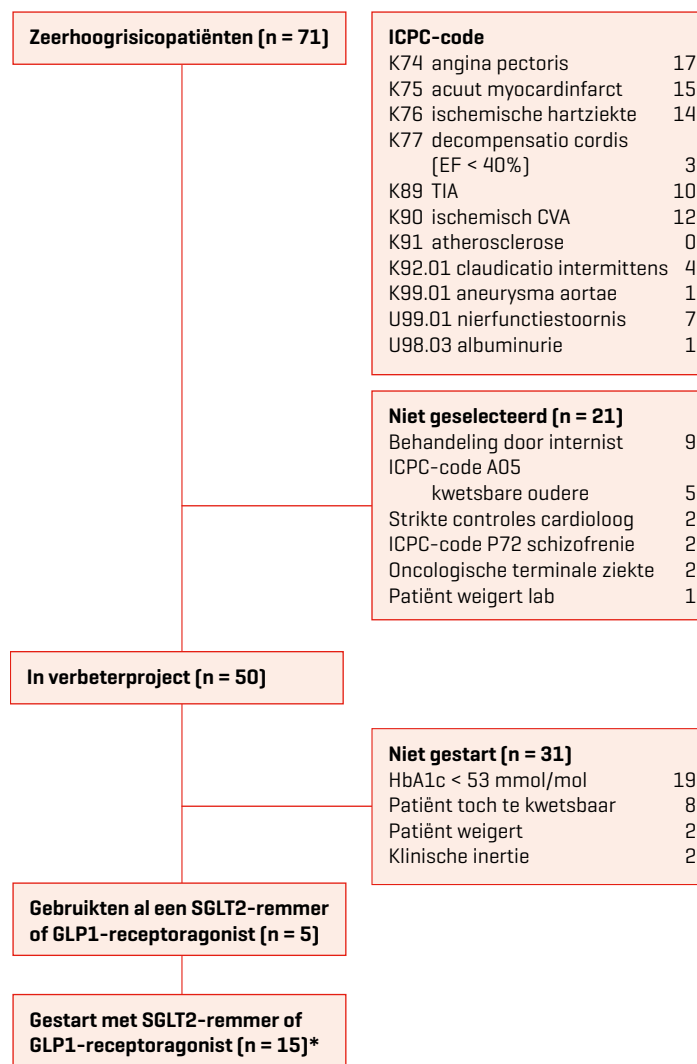 Zeerhoogrisicopatiënten (n = 71)
ICPC-code
K74 angina pectoris 17
K75 acuut myocardinfarct 15
K76 ischemische hartziekte 14
K77 decompensatio cordis
(EF < 40%) 3
K89 TIA 10
K90 ischemisch CVA 12
K91 atherosclerose 0
K92.01 claudicatio intermittens 4
K99.01 aneurysma aortae 1
U99.01 nierfunctiestoornis 7
U98.03 albuminurie 1
Niet geselecteerd (n = 21)
Behandeling door internist 9
ICPC-code A05
kwetsbare oudere 5
Strikte controles cardioloog 2
ICPC-code P72 schizofrenie 2
Oncologische terminale ziekte 2
Patiënt weigert lab 1
In verbeterproject (n = 50)
Niet gestart (n = 31)
HbA1c < 53 mmol/mol 19
Patiënt toch te kwetsbaar 8
Patiënt weigert 2
Klinische inertie 2
Gebruikten al een SGLT2-remmer
of GLP1-receptoragonist (n = 5)
Gestart met SGLT2-remmer of
GLP1-receptoragonist (n = 15)*